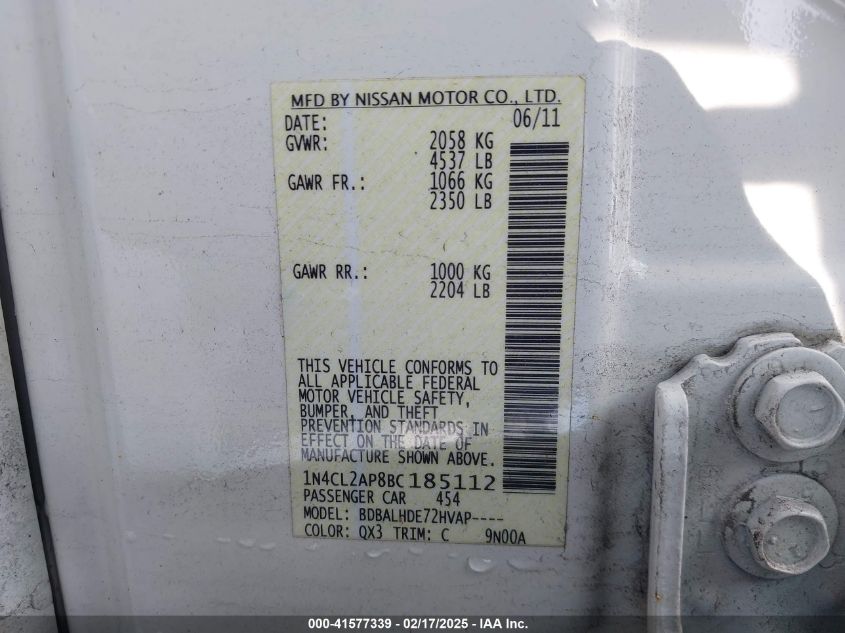 MFD BY NISSAN MOTOR CO., LTD.
DATE: 06/11
GVWR: 2058 KG
4537 LB
GAWR FR.: 1066 KG
2350 LB
GAWR RR.: 1000 KG
2204 LB
THIS VEHICLE CONFORMS TO
ALL APPLICABLE FEDERAL
MOTOR VEHICLE SAFETY,
BUMPER, AND THEFT
PREVENTION STANDARDS IN
EFFECT ON THE DATE OF
MANUFACTURE SHOWN ABOVE.
1N4CL2AP8BC185112
PASSENGER CAR 454
MODEL: BDBALHDE72HVAP----
COLOR: QX3 TRIM: C 9N00A
000-41577339 - 02/17/2025 - IAA Inc.